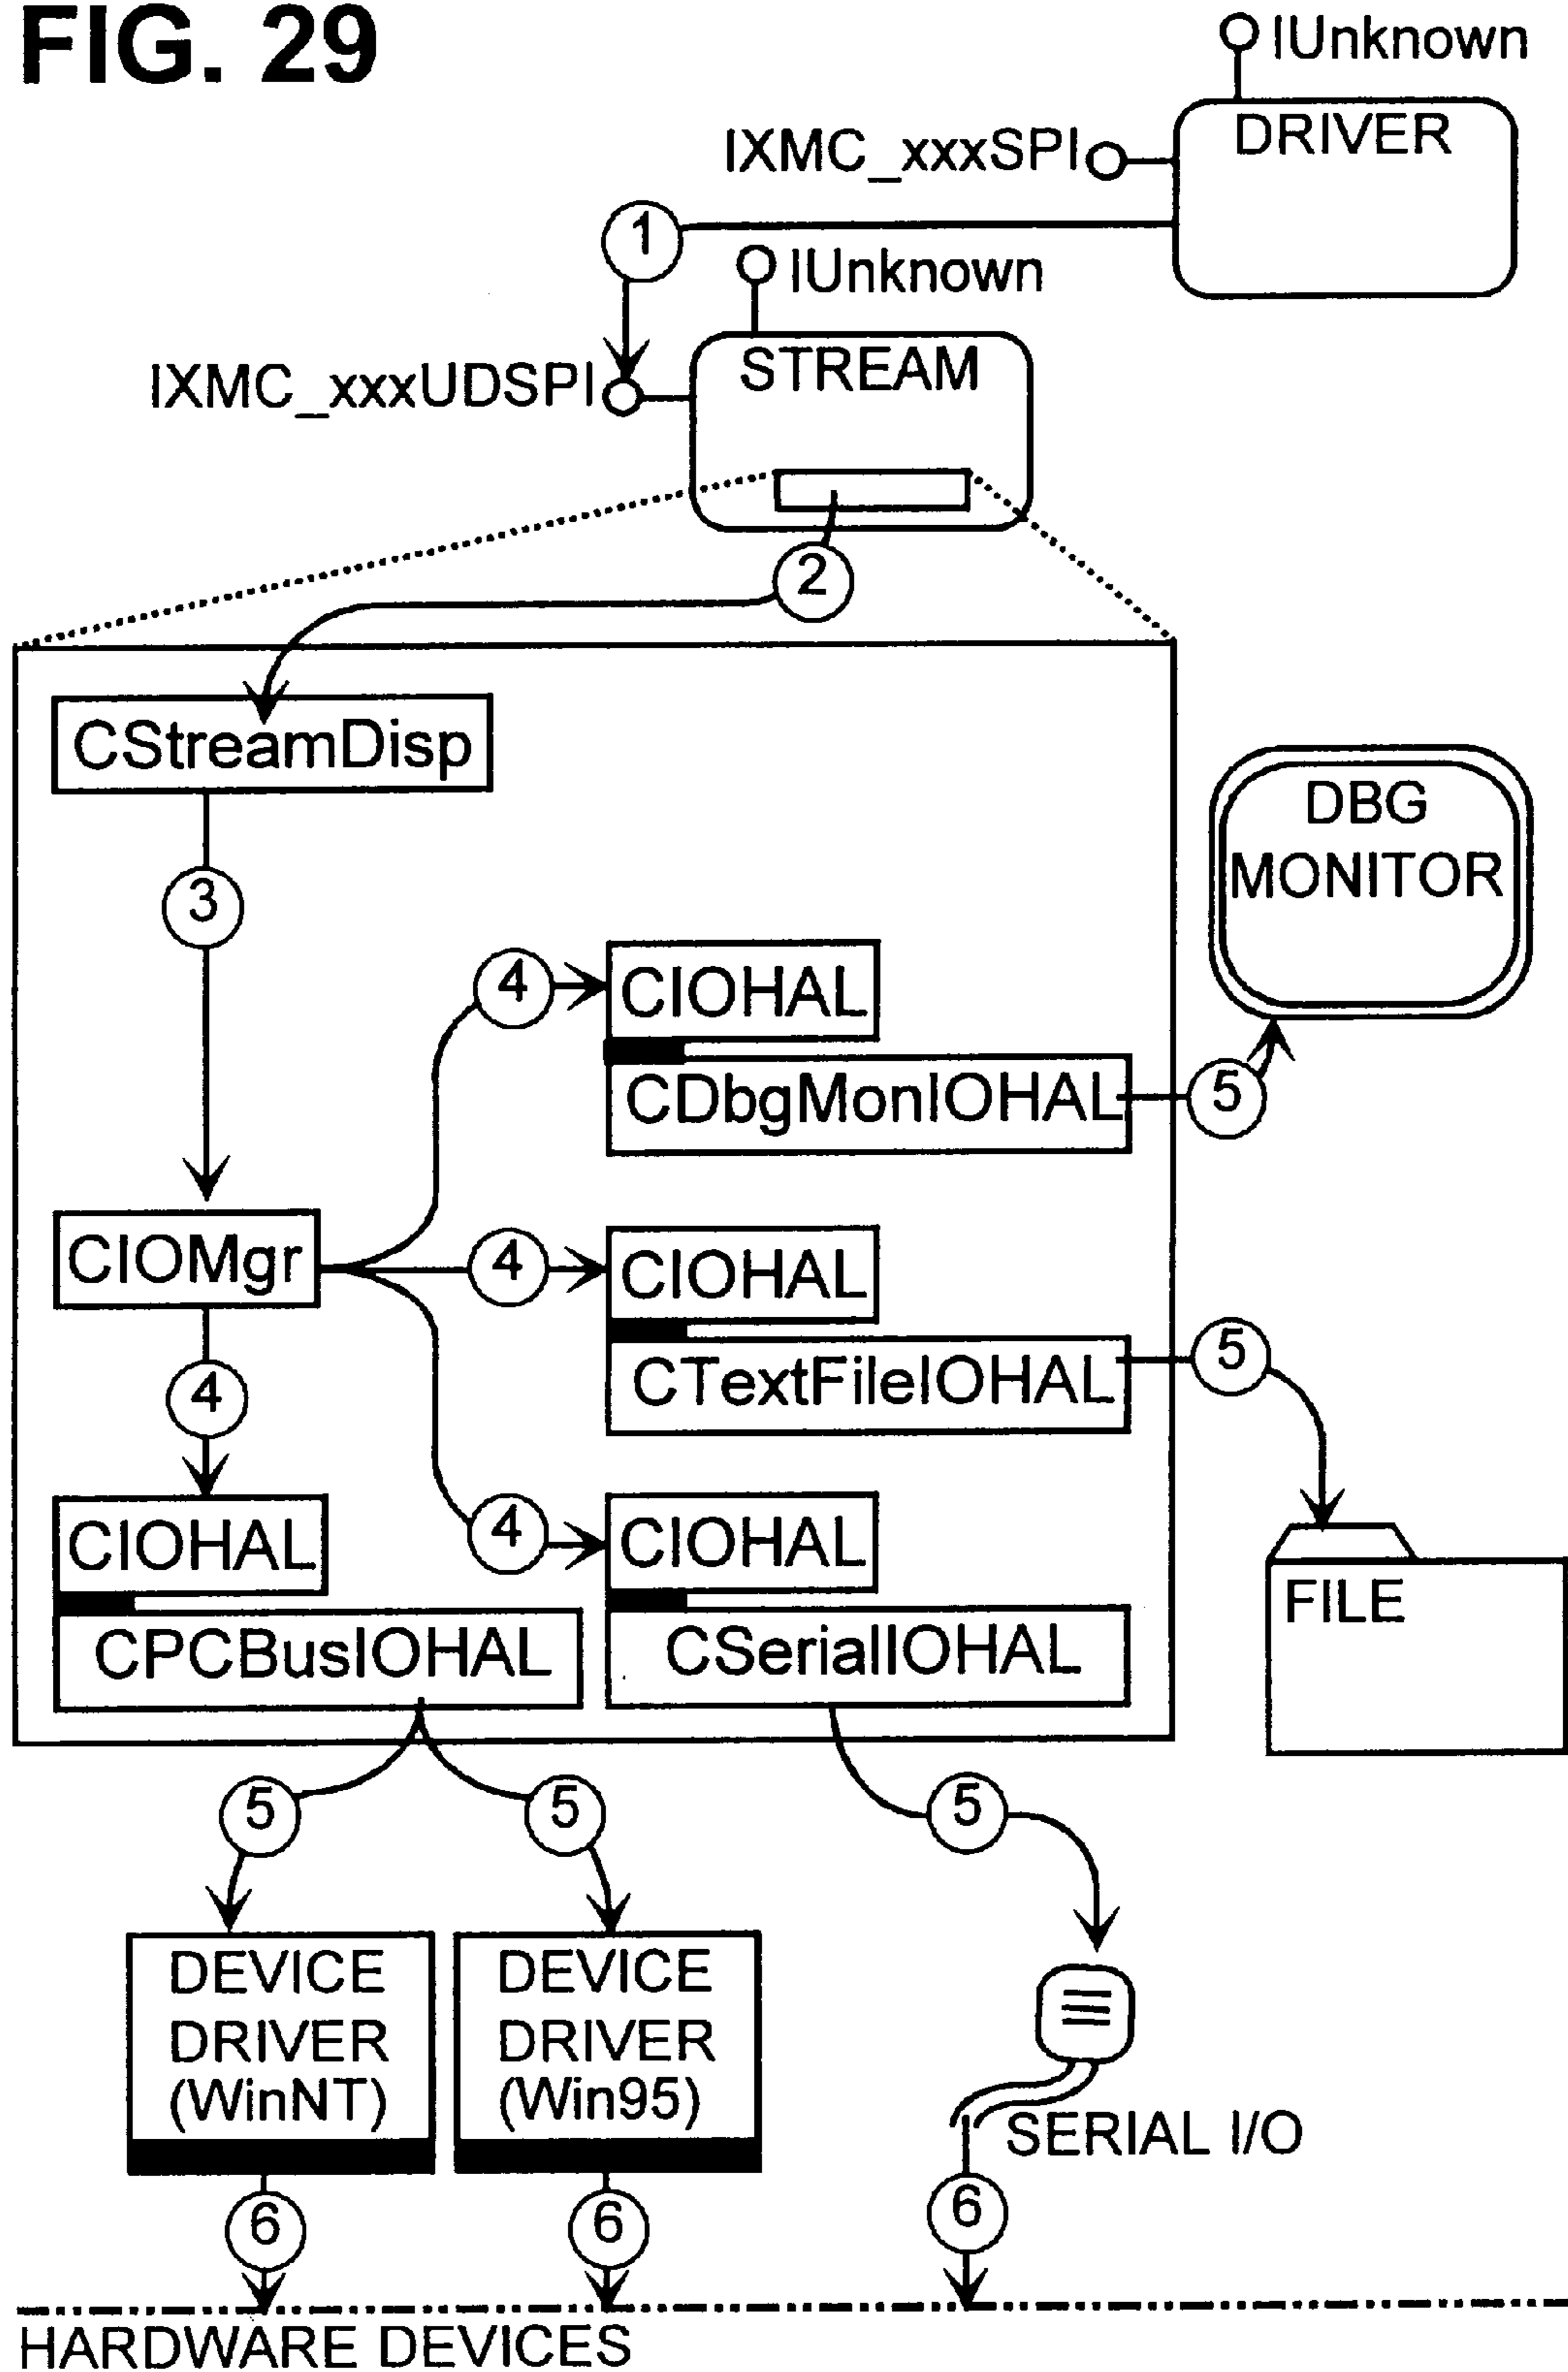 FIG. 29
IUnknown
DRIVER
IXMC_xxxSPI
1
IUnknown
STREAM
IXMC_xxxUDSPI
2
CStreamDisp
DBG
MONITOR
3
4
CIOHAL
CDbgMonIOHAL
5
CIOMgr
4
CIOHAL
CTextFileIOHAL
5
4
CIOHAL
CPCBusIOHAL
4
CIOHAL
CSerialIOHAL
FILE
5
5
5
DEVICE
DRIVER
(WinNT)
DEVICE
DRIVER
(Win95)
SERIAL I/O
6
6
6
HARDWARE DEVICES